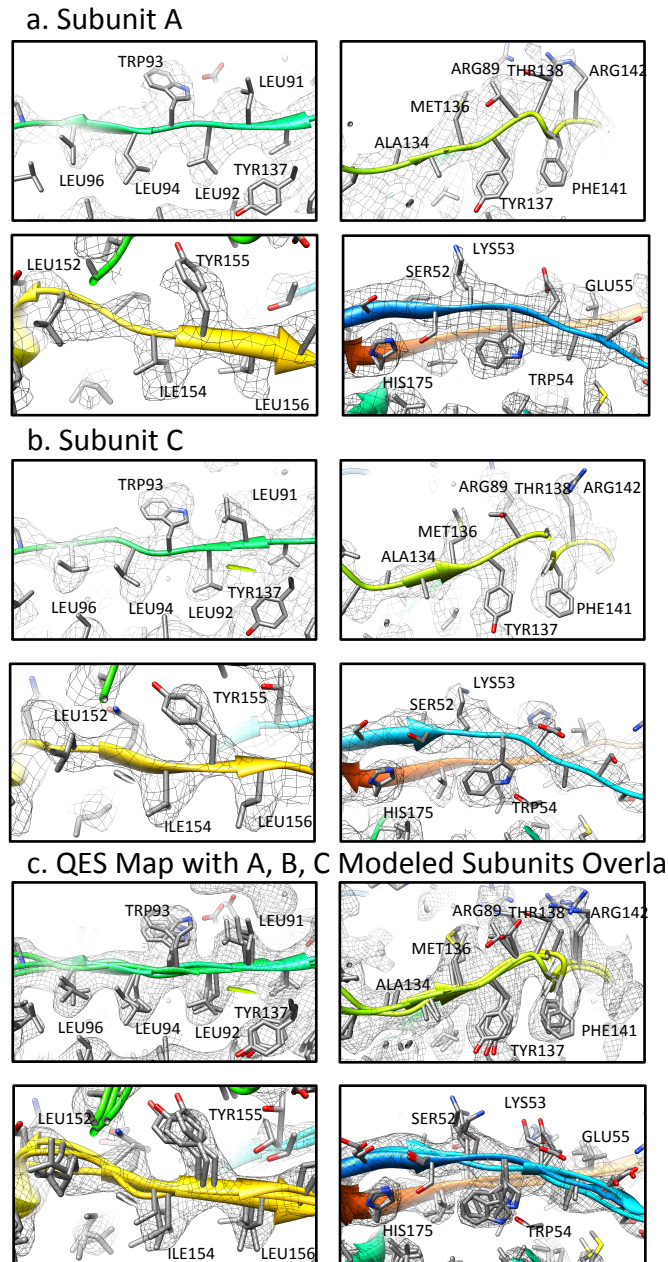 a. Subunit A
TRP93
LEU91
LEU96
LEU94
LEU92
TYR137
ARG89
THR138
ARG142
MET136
ALA134
TYR137
PHE141
LEU152
TYR155
ILE154
LEU156
LYS53
SER52
GLU55
HIS175
TRP54
b. Subunit C
TRP93
LEU91
LEU96
LEU94
LEU92
TYR137
ARG89
THR138
ARG142
MET136
ALA134
TYR137
PHE141
LEU152
TYR155
ILE154
LEU156
LYS53
SER52
HIS175
TRP54
c. QES Map with A, B, C Modeled Subunits Overla
TRP93
LEU91
LEU96
LEU94
LEU92
TYR137
ARG89
THR138
ARG142
MET136
ALA134
TYR137
PHE141
LEU152
TYR155
ILE154
LEU156
SER52
LYS53
GLU55
HIS175
TRP54